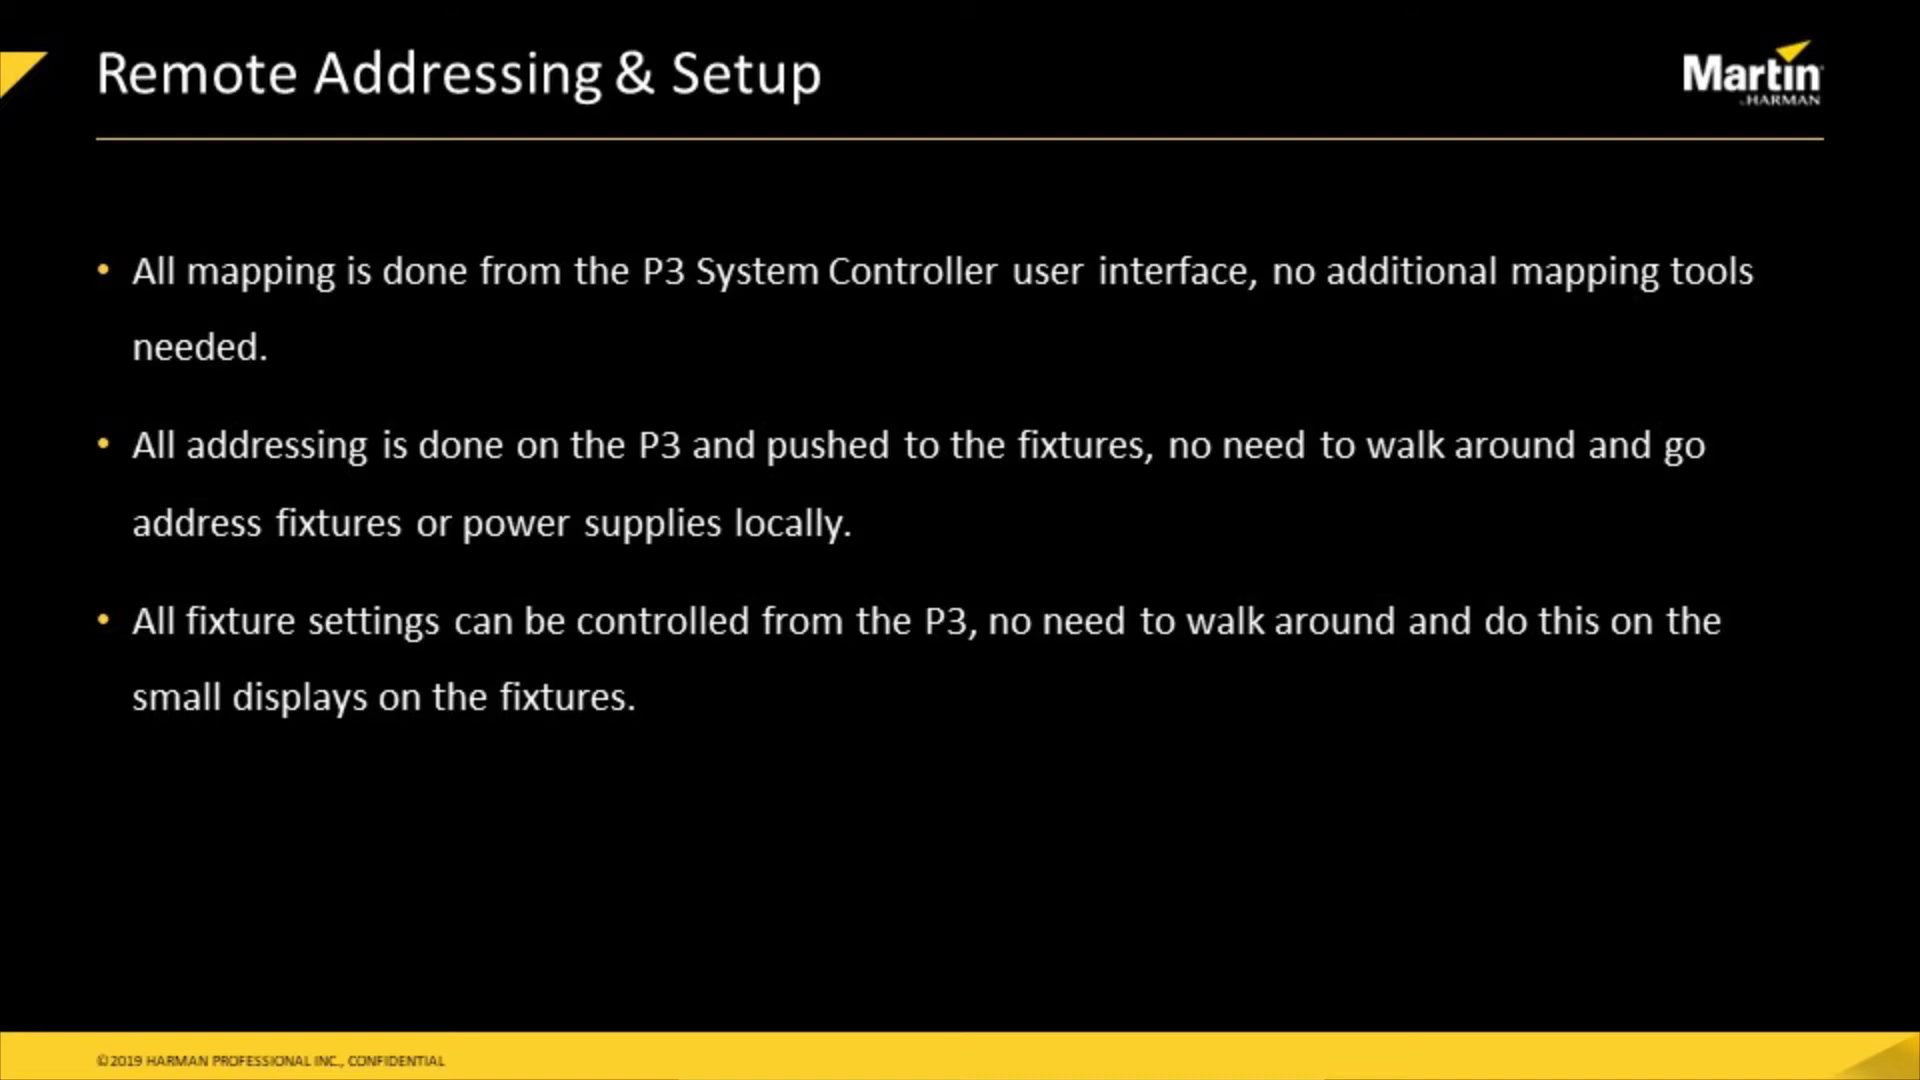 Remote Addressing & Setup
Martin
by HARMAN
• All mapping is done from the P3 System Controller user interface, no additional mapping tools
needed.
• All addressing is done on the P3 and pushed to the fixtures, no need to walk around and go
address fixtures or power supplies locally.
• All fixture settings can be controlled from the P3, no need to walk around and do this on the
small displays on the fixtures.
©2019 HARMAN PROFESSIONAL INC., CONFIDENTIAL